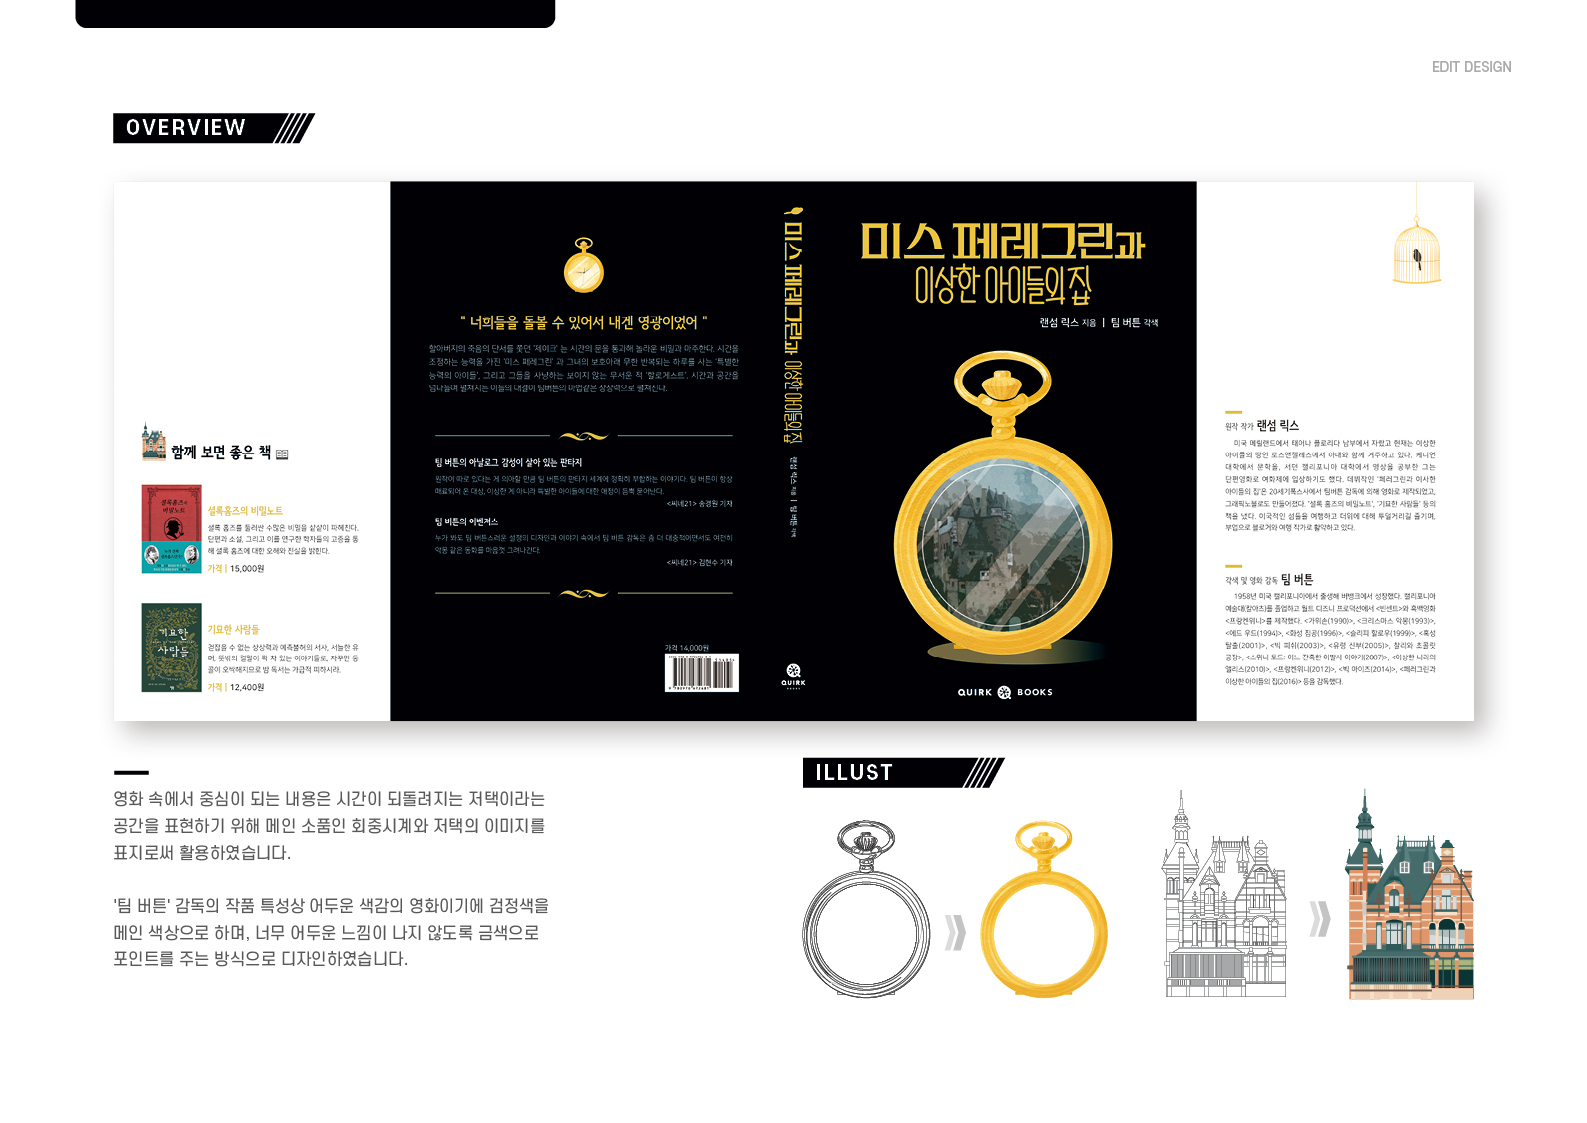 EDIT DESIGN
OVERVIEW
함께 보면 좋은 책
셜록홈즈의
비밀노트
셜록홈즈의 비밀노트
셜록 홈즈를 둘러싼 수많은 비밀을 샅샅이 파헤친다.
단편과 소설, 그리고 이를 연구한 학자들의 고증을 통
해 셜록 홈즈에 대한 오해와 진실을 밝힌다.
가격 | 15,000원
기묘한
사람들
기묘한 사람들
걷잡을 수 없는 상상력과 예측불허의 서사, 서늘한 유
골이 오싹해지므로 밤 독서는 가급적 피하시라.
가격 | 12,400원
" 너희들을 돌볼 수 있어서 내겐 영광이었어 "
할아버지의 죽음의 단서를 쫓던 '제이크' 는 시간의 문을 통과해 놀라운 비밀과 마주한다. 시간을
조정하는 능력을 가진 '미스 페레그린' 과 그녀의 보호아래 무한 반복되는 하루를 사는 '특별한
능력의 아이들', 그리고 그들을 사냥하는 보이지 않는 무서운 적 '할로게스트'. 시간과 공간을
넘나들며 펼쳐지는 이들의 대결이 팀버튼의 마법같은 상상력으로 펼쳐진다.
팀 버튼의 아날로그 감성이 살아 있는 판타지
원작이 따로 있다는 게 의아할 만큼 팀 버튼의 판타지 세계에 정확히 부합하는 이야기다. 팀 버튼이 항상
매료되어 온 대상, 이상한 게 아니라 특별한 아이들에 대한 애정이 듬뿍 묻어난다.
<씨네21> 송경원 기자
팀 버튼의 어벤져스
누가 봐도 팀 버튼스러운 설정의 디자인과 이야기 속에서 팀 버튼 감독은 좀 더 대중적이면서도 여전히
악몽 같은 동화를 마음껏 그려나간다.
<씨네21> 김현수 기자
가격 14,000원
미스 페레그린과 이상한 아이들의 집
랜섬 릭스 지음 | 팀 버튼 각색
QUIRK
BOOKS
미스 페레그린과
이상한 아이들의 집
랜섬 릭스 지음 | 팀 버튼 각색
QUIRK BOOKS
원작 작가 랜섬 릭스
미국 메릴랜드에서 태어나 플로리다 남부에서 자랐고 현재는 이상한
아이들의 땅인 로스앤젤레스에서 아내와 함께 거주하고 있다. 케니언
대학에서 문학을, 서던 캘리포니아 대학에서 영상을 공부한 그는
단편영화로 여화제에 입상하기도 했다. 데뷔작인 '페러그린과 이사현
아이들의 집'은 20세기폭스사에서 팀버튼 감독에 의해 영화로 제작되었고,
그래픽노블로도 만들어졌다. '셜록 홈즈의 비밀노트', '기묘한 사람들' 등의
책을 냈다. 이국적인 섬들을 여행하고 더위에 대해 투덜거리길 즐기며,
부업으로 블로거와 여행 작가로 활약하고 있다.
각색 및 영화 감독 팀 버튼
1958년 미국 캘리포니아에서 출생해 버뱅크에서 성장했다. 캘리포니아
예술대(칼아츠)를 졸업하고 월트 디즈니 프로덕션에서 <빈센트>와 흑백영화
<프랑켄위니>를 제작했다. <가위손(1990)>, <크리스마스 악몽(1993)>,
<에드 우드(1994)>, <화성 침공(1996)>, <슬리피 할로우(1999)>, <혹성
탈출(2001)>, <빅 피쉬(2003)>, <유령 신부(2005)>, 찰리와 초콜릿
공장>, <스위니 토드: 어느 잔혹한 이발사 이야기(2007)>, <이상한 나라의
엘리스(2010)>, <프랑켄위니(2012)>, <빅 아이즈(2014)>, <페러그린과
이상한 아이들의 집(2016)> 등을 감독했다.
영화 속에서 중심이 되는 내용은 시간이 되돌려지는 저택이라는
공간을 표현하기 위해 메인 소품인 회중시계와 저택의 이미지를
표지로써 활용하였습니다.
'팀 버튼' 감독의 작품 특성상 어두운 색감의 영화이기에 검정색을
메인 색상으로 하며, 너무 어두운 느낌이 나지 않도록 금색으로
포인트를 주는 방식으로 디자인하였습니다.
ILLUST